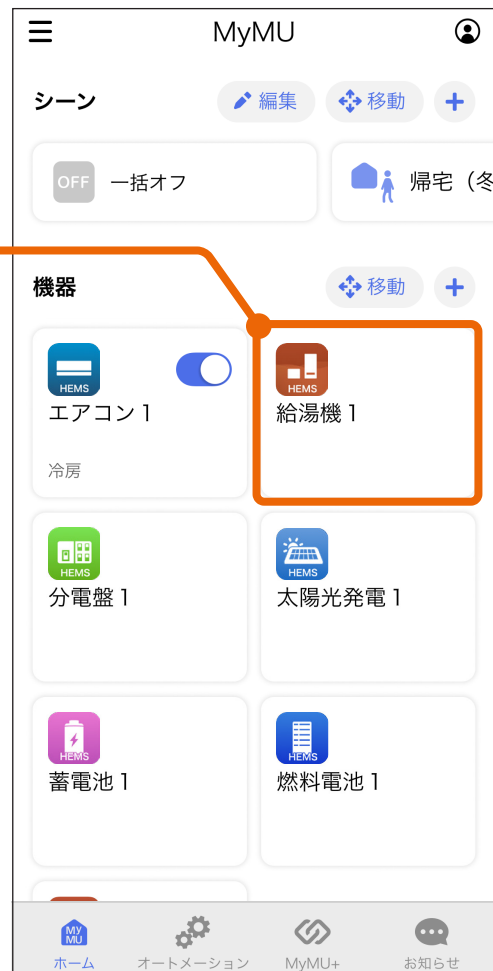 MyMU
シーン
編集
移動
OFF 一括オフ
帰宅（冬
機器
移動
HEMS
エアコン 1
冷房
HEMS
給湯機 1
HEMS
分電盤 1
HEMS
太陽光発電 1
HEMS
蓄電池 1
HEMS
燃料電池 1
MY
MU
ホーム
オートメーション
MyMU+
お知らせ